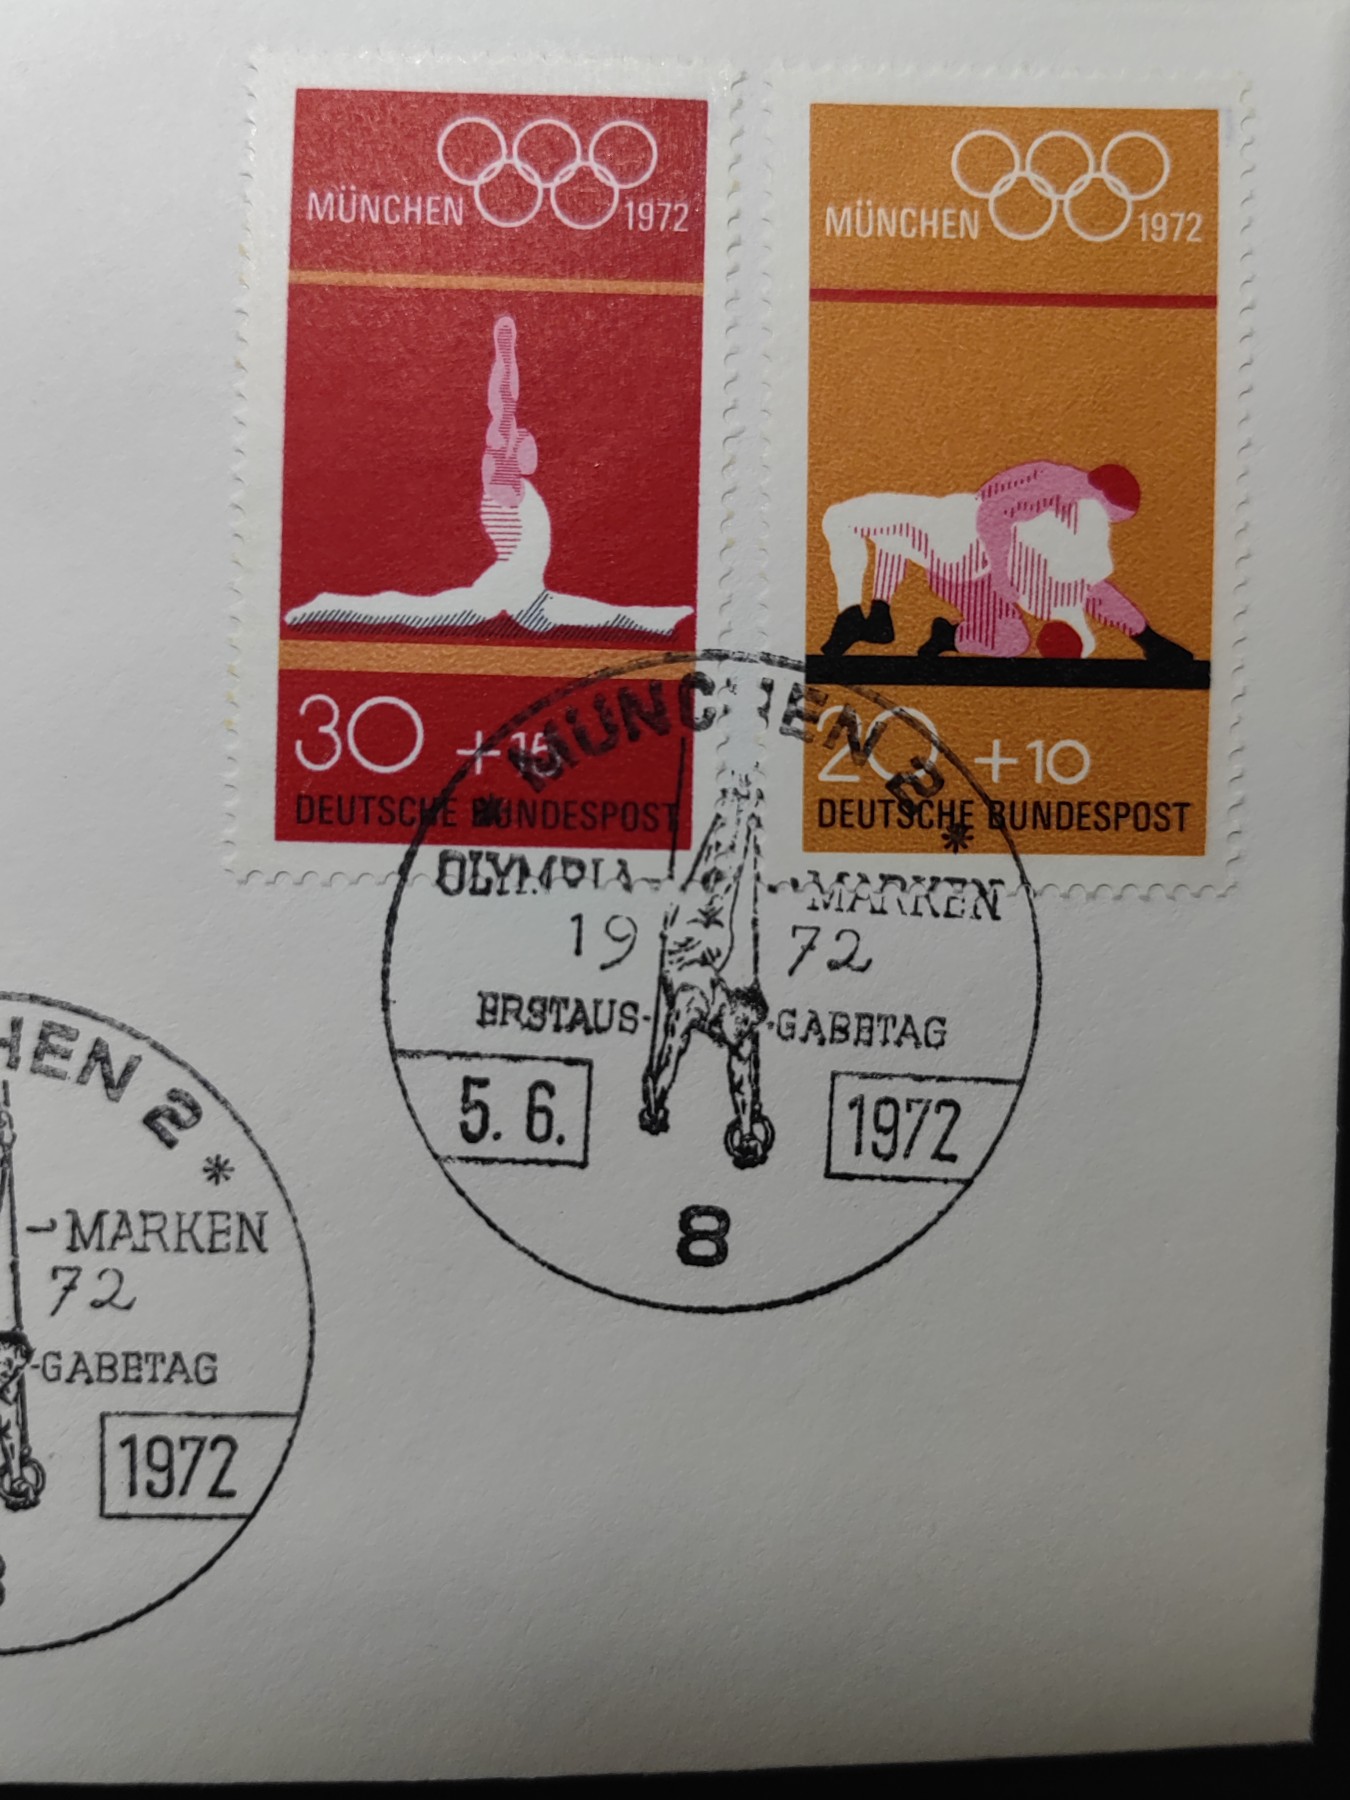 MÜNCHEN 1972
30 + 15
DEUTSCHE BUNDESPOST
MÜNCHEN 1972
20 +10
DEUTSCHE BUNDESPOST
* MÜNCHEN 2 *
OLYMPIA- -MARKEN
19 72
ERSTAUS- -GABETAG
5. 6. 1972
8
HEN 2 *
-MARKEN
72
-GABETAG
1972